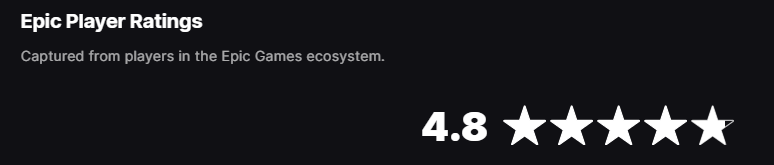 Epic Player Ratings
Captured from players in the Epic Games ecosystem.
4.8